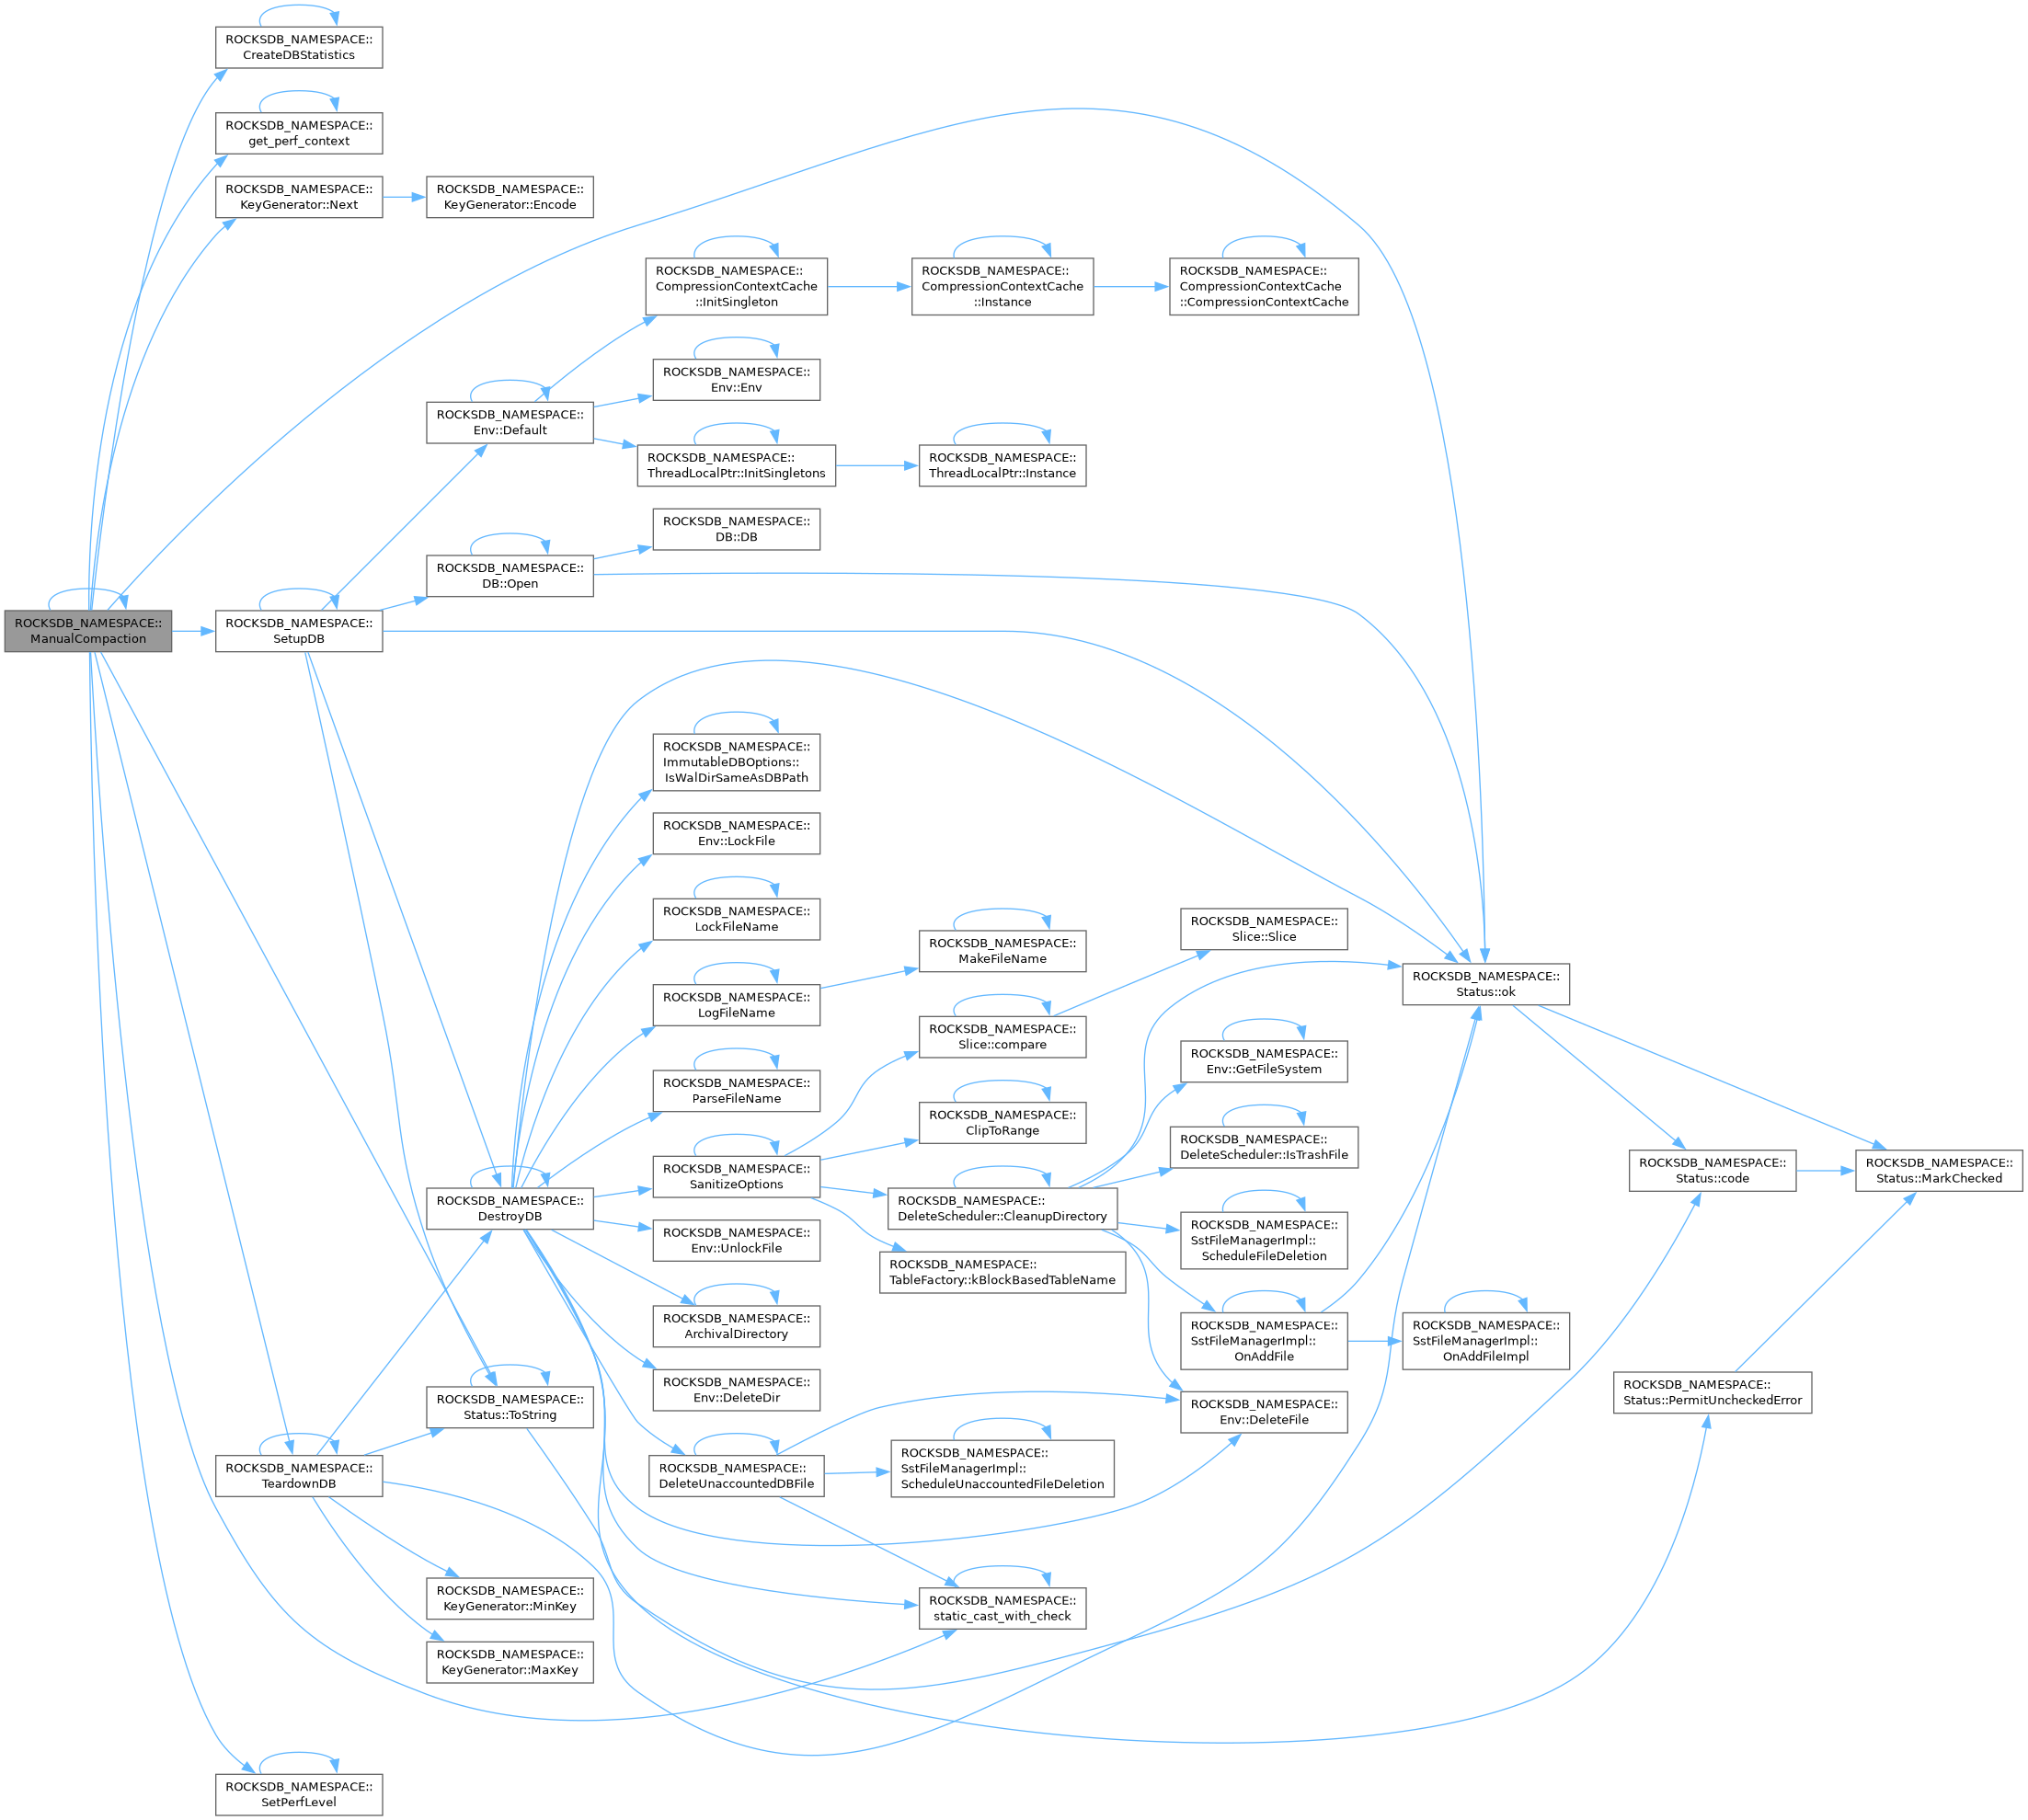 ROCKSDB_NAMESPACE::
CreateDBStatistics
ROCKSDB_NAMESPACE::
get_perf_context
ROCKSDB_NAMESPACE::
KeyGenerator::Next
ROCKSDB_NAMESPACE::
KeyGenerator::Encode
ROCKSDB_NAMESPACE::
CompressionContextCache
::InitSingleton
ROCKSDB_NAMESPACE::
CompressionContextCache
::Instance
ROCKSDB_NAMESPACE::
CompressionContextCache
::CompressionContextCache
ROCKSDB_NAMESPACE::
Env::Env
ROCKSDB_NAMESPACE::
Env::Default
ROCKSDB_NAMESPACE::
ThreadLocalPtr::InitSingletons
ROCKSDB_NAMESPACE::
ThreadLocalPtr::Instance
ROCKSDB_NAMESPACE::
DB::DB
ROCKSDB_NAMESPACE::
DB::Open
ROCKSDB_NAMESPACE::
ManualCompaction
ROCKSDB_NAMESPACE::
SetupDB
ROCKSDB_NAMESPACE::
ImmutableDBOptions::
IsWalDirSameAsDBPath
ROCKSDB_NAMESPACE::
Env::LockFile
ROCKSDB_NAMESPACE::
LockFileName
ROCKSDB_NAMESPACE::
MakeFileName
ROCKSDB_NAMESPACE::
Slice::Slice
ROCKSDB_NAMESPACE::
Status::ok
ROCKSDB_NAMESPACE::
LogFileName
ROCKSDB_NAMESPACE::
Slice::compare
ROCKSDB_NAMESPACE::
Env::GetFileSystem
ROCKSDB_NAMESPACE::
ParseFileName
ROCKSDB_NAMESPACE::
ClipToRange
ROCKSDB_NAMESPACE::
DeleteScheduler::IsTrashFile
ROCKSDB_NAMESPACE::
Status::code
ROCKSDB_NAMESPACE::
Status::MarkChecked
ROCKSDB_NAMESPACE::
SanitizeOptions
ROCKSDB_NAMESPACE::
DestroyDB
ROCKSDB_NAMESPACE::
DeleteScheduler::CleanupDirectory
ROCKSDB_NAMESPACE::
SstFileManagerImpl::
ScheduleFileDeletion
ROCKSDB_NAMESPACE::
Env::UnlockFile
ROCKSDB_NAMESPACE::
TableFactory::kBlockBasedTableName
ROCKSDB_NAMESPACE::
ArchivalDirectory
ROCKSDB_NAMESPACE::
SstFileManagerImpl::
OnAddFile
ROCKSDB_NAMESPACE::
SstFileManagerImpl::
OnAddFileImpl
ROCKSDB_NAMESPACE::
Env::DeleteDir
ROCKSDB_NAMESPACE::
Status::PermitUncheckedError
ROCKSDB_NAMESPACE::
Status::ToString
ROCKSDB_NAMESPACE::
Env::DeleteFile
ROCKSDB_NAMESPACE::
TeardownDB
ROCKSDB_NAMESPACE::
DeleteUnaccountedDBFile
ROCKSDB_NAMESPACE::
SstFileManagerImpl::
ScheduleUnaccountedFileDeletion
ROCKSDB_NAMESPACE::
KeyGenerator::MinKey
ROCKSDB_NAMESPACE::
static_cast_with_check
ROCKSDB_NAMESPACE::
KeyGenerator::MaxKey
ROCKSDB_NAMESPACE::
SetPerfLevel